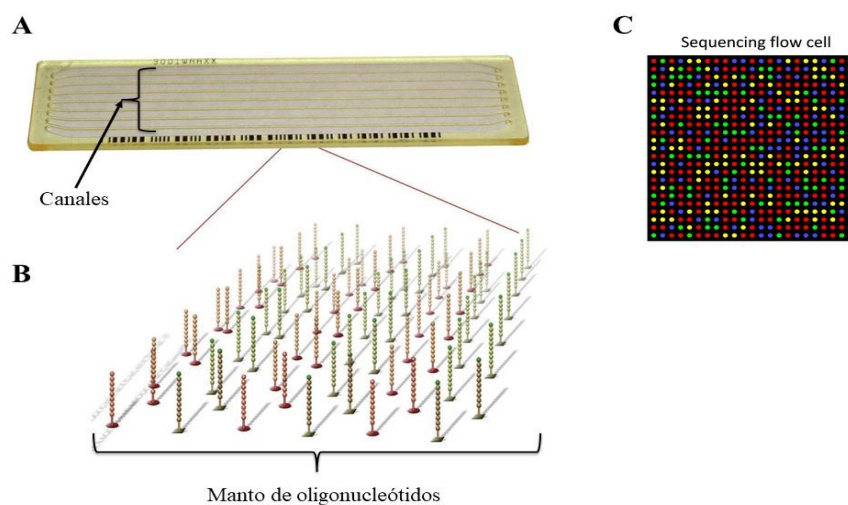 A
C
Sequencing flow cell
Canales
B
Manto de oligonucleótidos